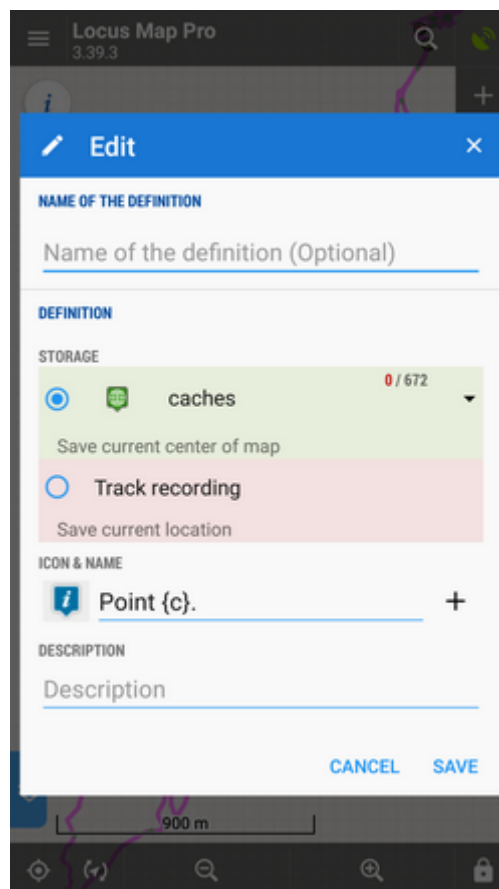 Locus Map Pro
3.39.3
i
Edit
NAME OF THE DEFINITION
Name of the definition (Optional)
DEFINITION
STORAGE
0 / 672
caches
Save current center of map
Track recording
Save current location
ICON & NAME
i Point {c}.
DESCRIPTION
Description
CANCEL SAVE
900 m